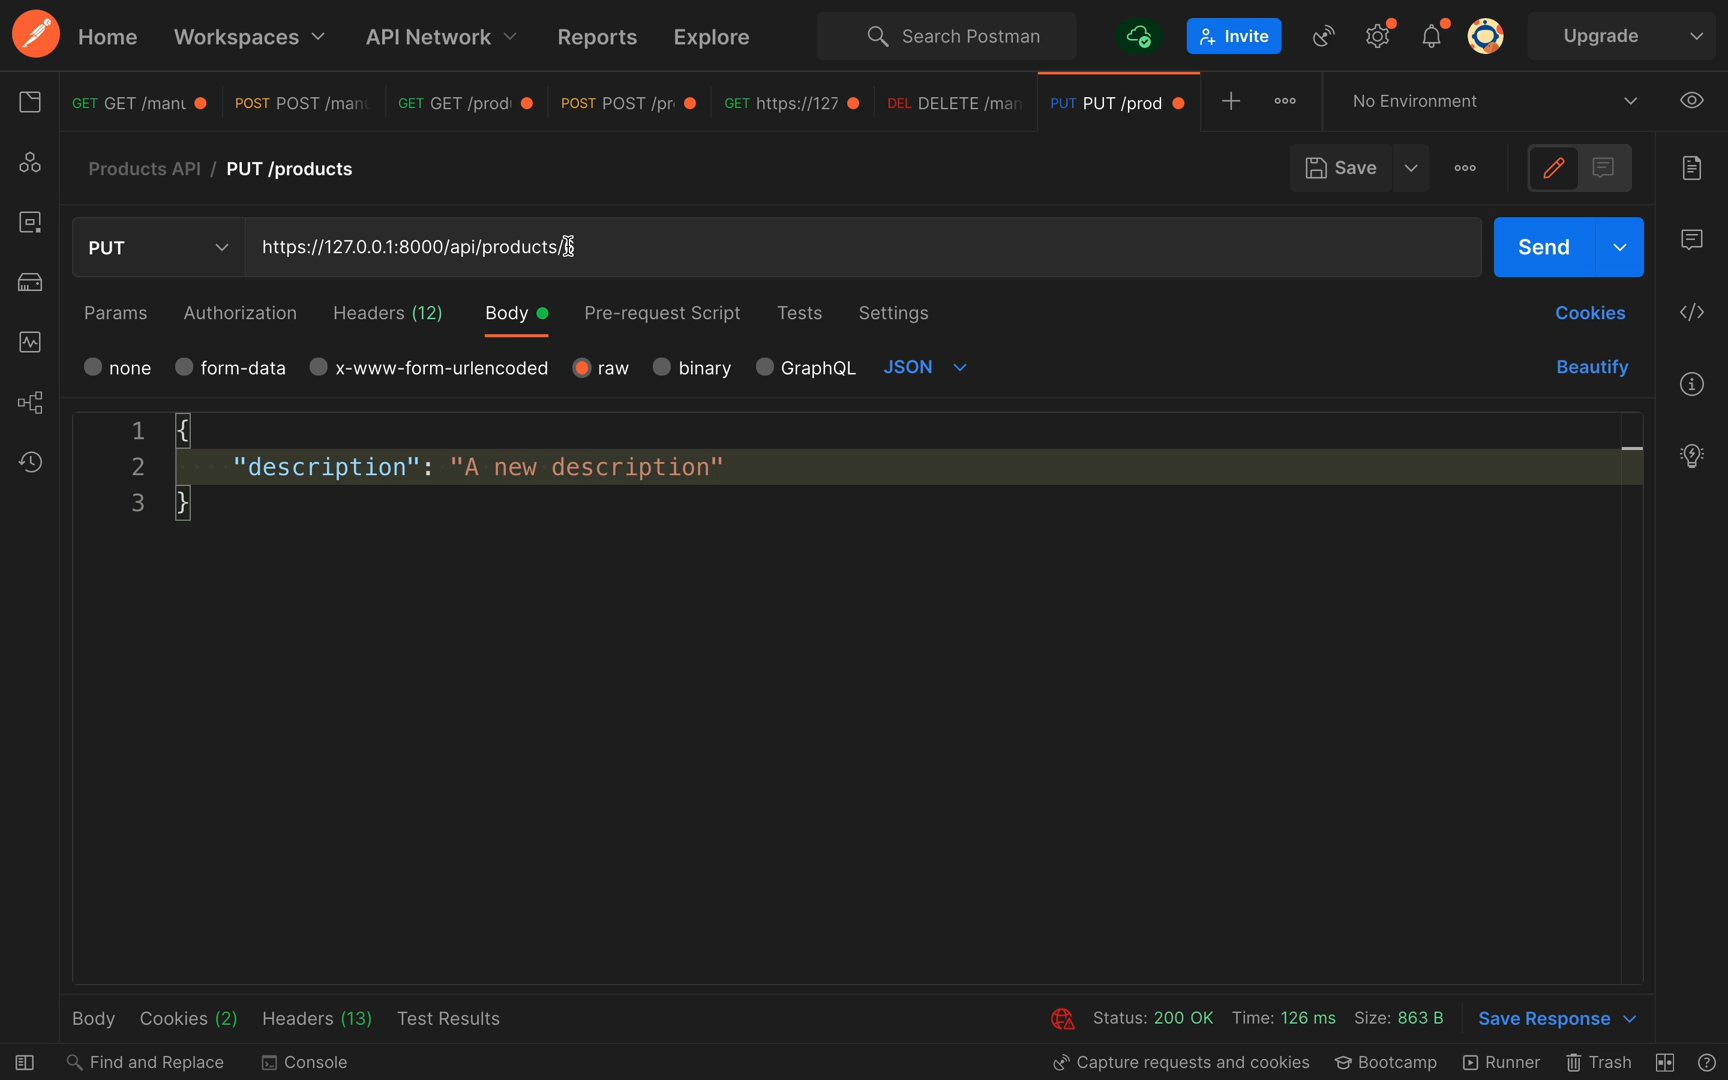 Home Workspaces API Network Reports Explore Search Postman Invite Upgrade
GET GET /manu POST POST /manu GET GET /prod POST POST /pr GET https://127 DEL DELETE /man PUT PUT /prod No Environment
Products API / PUT /products Save
PUT https://127.0.0.1:8000/api/products/ Send
Params Authorization Headers (12) Body Pre-request Script Tests Settings Cookies
none form-data x-www-form-urlencoded raw binary GraphQL JSON Beautify
1 {
2 "description": "A new description"
3 }
Body Cookies (2) Headers (13) Test Results Status: 200 OK Time: 126 ms Size: 863 B Save Response
Find and Replace Console Capture requests and cookies Bootcamp Runner Trash